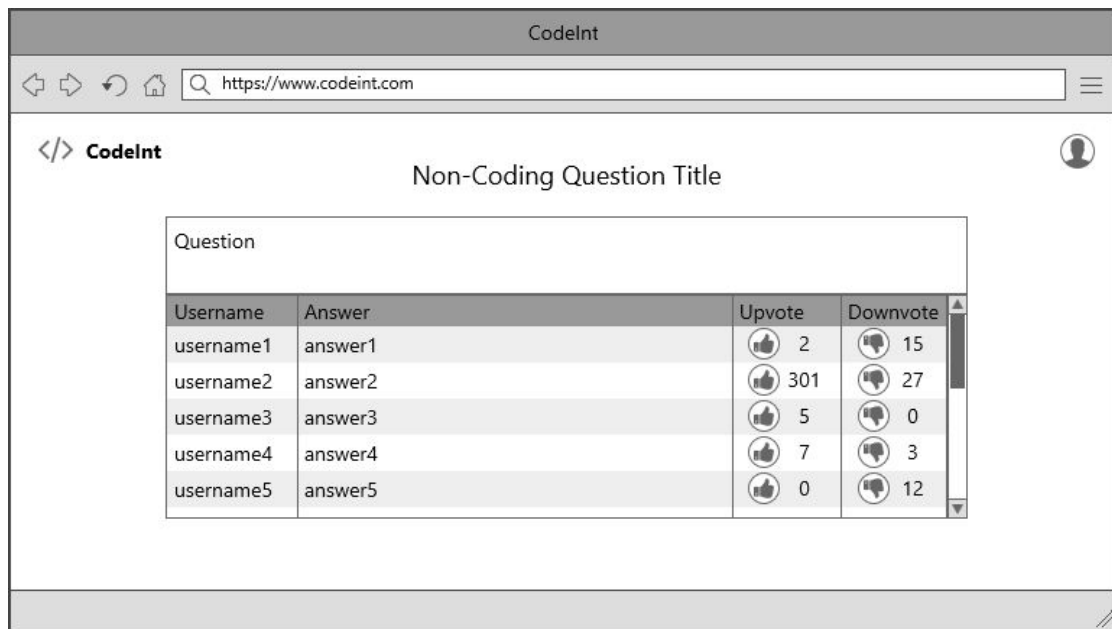 CodeInt
https://www.codeint.com
</> CodeInt
Non-Coding Question Title
Question
Username Answer Upvote Downvote
username1 answer1 2 15
username2 answer2 301 27
username3 answer3 5 0
username4 answer4 7 3
username5 answer5 0 12